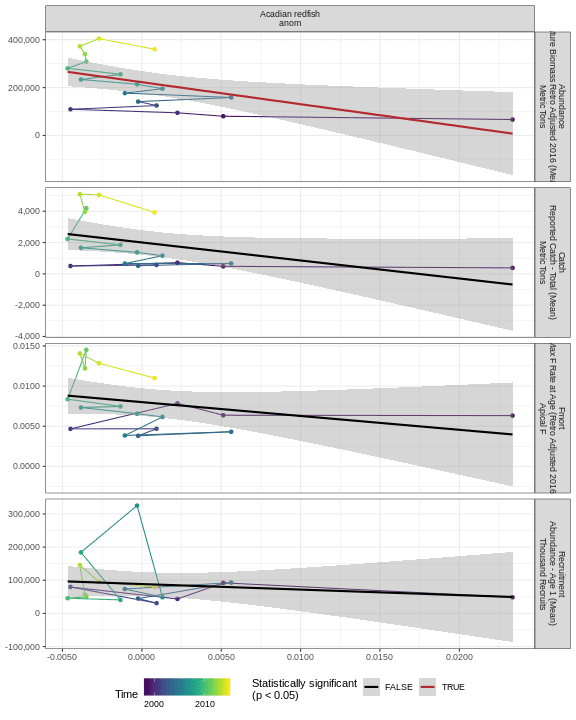 Acadian redfish
anom
400,000
200,000
0
Abundance
ure Biomass Retro Adjusted 2016 (Mea
Metric Tons
4,000
2,000
0
-2,000
-4,000
Catch
Reported Catch - Total (Mean)
Metric Tons
0.0150
0.0100
0.0050
0.0000
Fmort
Max F Rate at Age (Retro Adjusted 2016
Apical F
300,000
200,000
100,000
0
-100,000
Recruitment
Abundance - Age 1 (Mean)
Thousand Recruits
-0.0050 0.0000 0.0050 0.0100 0.0150 0.0200
Time
2000 2010
Statistically significant
(p < 0.05)
FALSE TRUE